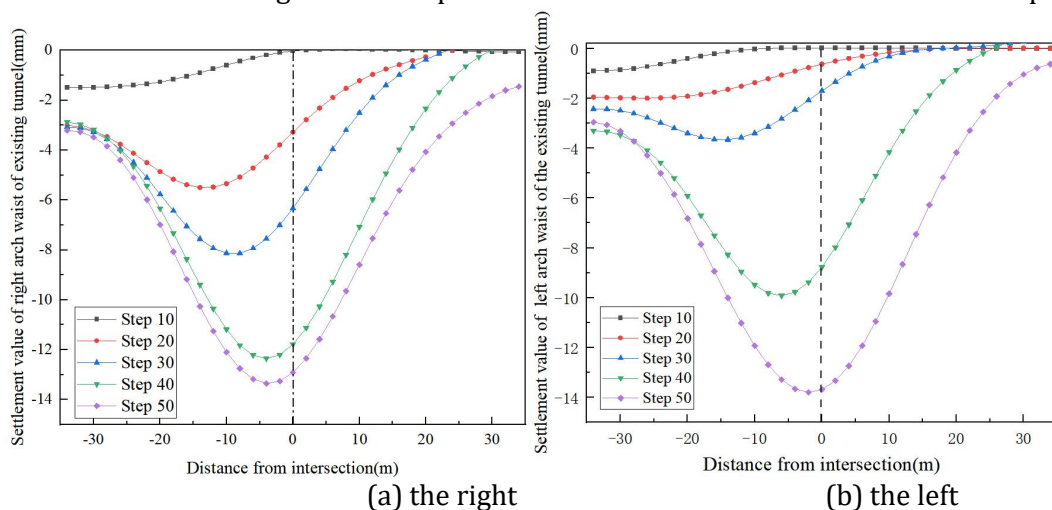 Settlement value of right arch waist of existing tunnel(mm)
0
-2
-4
-6
-8
-10
-12
-14
Step 10
Step 20
Step 30
Step 40
Step 50
-30
-20
-10
0
10
20
30
Distance from intersection(m)
(a) the right
Settlement value of left arch waist of the existing tunnel(mm)
0
-2
-4
-6
-8
-10
-12
-14
Step 10
Step 20
Step 30
Step 40
Step 50
-30
-20
-10
0
10
20
30
Distance from intersection(m)
(b) the left